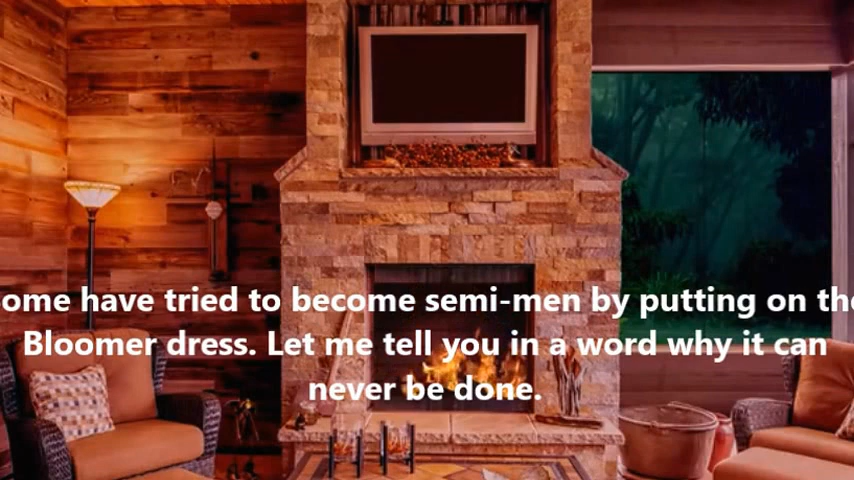 ome have tried to become semi-men by putting on the
Bloomer dress. Let me tell you in a word why it can
never be done.